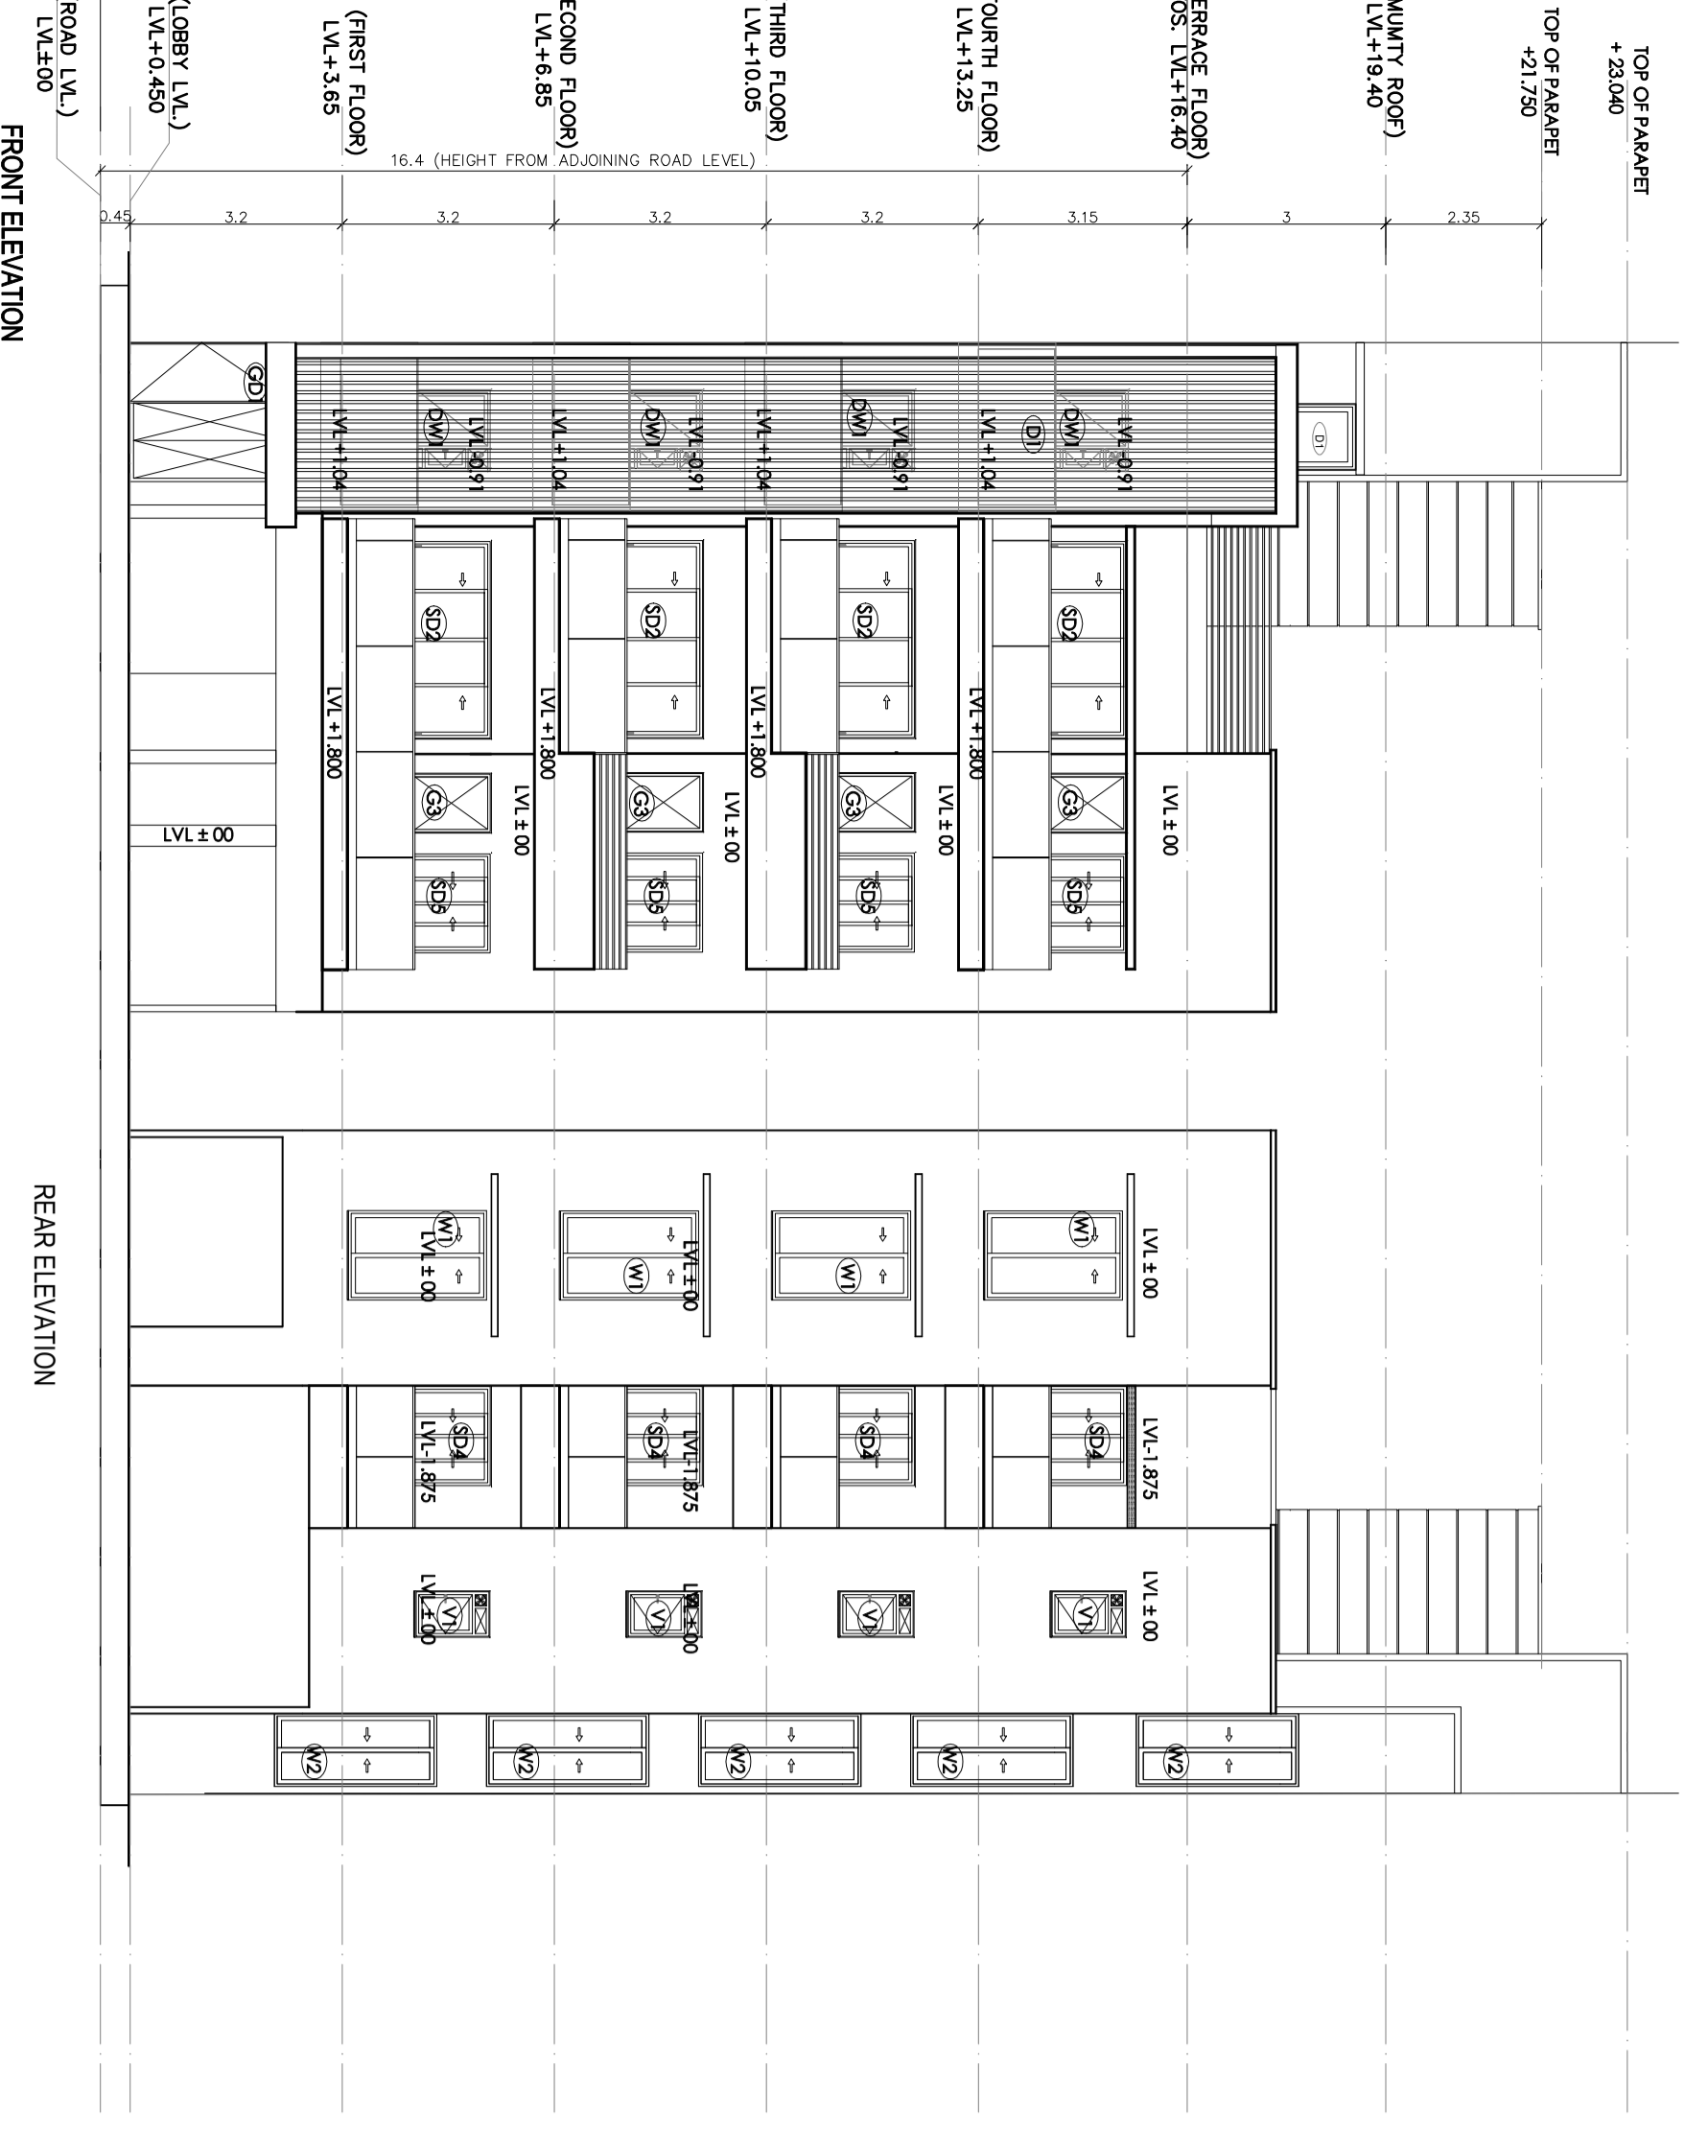 TOP OF PARAPET
+ 23.040
TOP OF PARAPET
+21.750
MUMTY ROOF)
LVL+19.40
ERRACE FLOOR)
OS. LVL+16.40
OURTH FLOOR)
LVL+13.25
THIRD FLOOR)
LVL+10.05
ECOND FLOOR)
LVL+6.85
(FIRST FLOOR)
LVL+3.65
(LOBBY LVL.)
LVL+0.450
ROAD LVL.)
LVL±00
16.4 (HEIGHT FROM ADJOINING ROAD LEVEL)
2.35
3
3.15
3.2
3.2
3.2
3.2
0.45
D1
LVL-0.91
DW1
D1
LVL+1.04
LVL-0.91
DW1
LVL+1.04
LVL-0.91
DW1
LVL+1.04
LVL-0.91
DW1
LVL+1.04
GD1
SD2
SD2
SD2
SD2
LVL +1.800
LVL +1.800
LVL +1.800
LVL +1.800
LVL ± 00
G3
LVL ± 00
G3
LVL ± 00
G3
LVL ± 00
G3
LVL ± 00
SD5
SD5
SD5
SD5
FRONT ELEVATION
LVL ± 00
W1
W1
LVL ± 00
W1
W1
LVL ± 00
LVL-1.875
SD4
SD4
LVL-1.875
SD4
SD4
LVL-1.875
LVL ± 00
V1
V1
LVL ± 00
V1
V1
LVL ± 00
W2
W2
W2
W2
W2
REAR ELEVATION